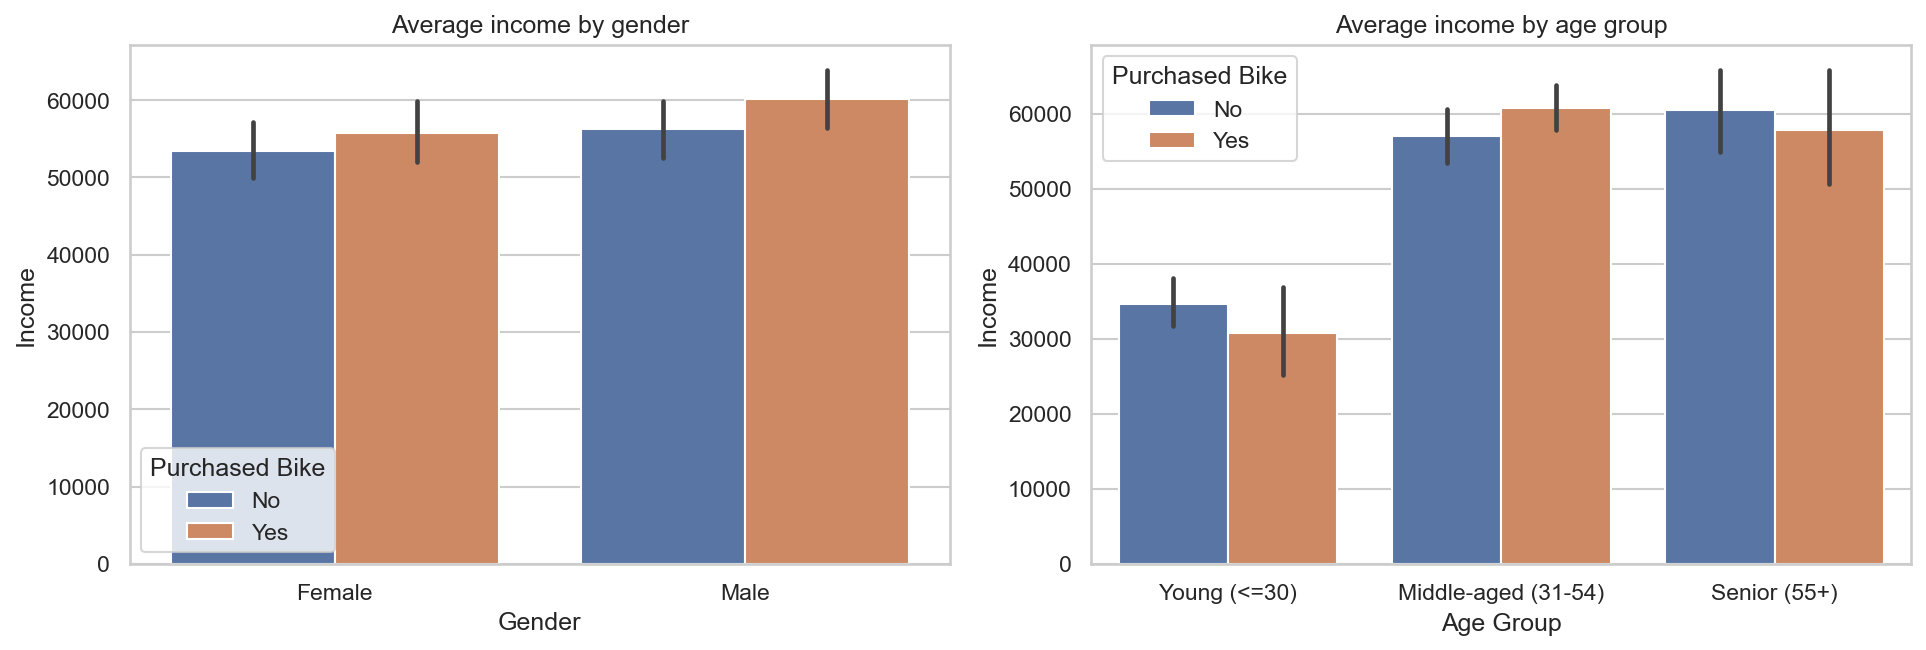 Average income by gender
Income
60000
50000
40000
30000
20000
10000
0
Purchased Bike
No
Yes
Female
Male
Gender
Average income by age group
Income
60000
50000
40000
30000
20000
10000
0
Purchased Bike
No
Yes
Young (<=30)
Middle-aged (31-54)
Senior (55+)
Age Group